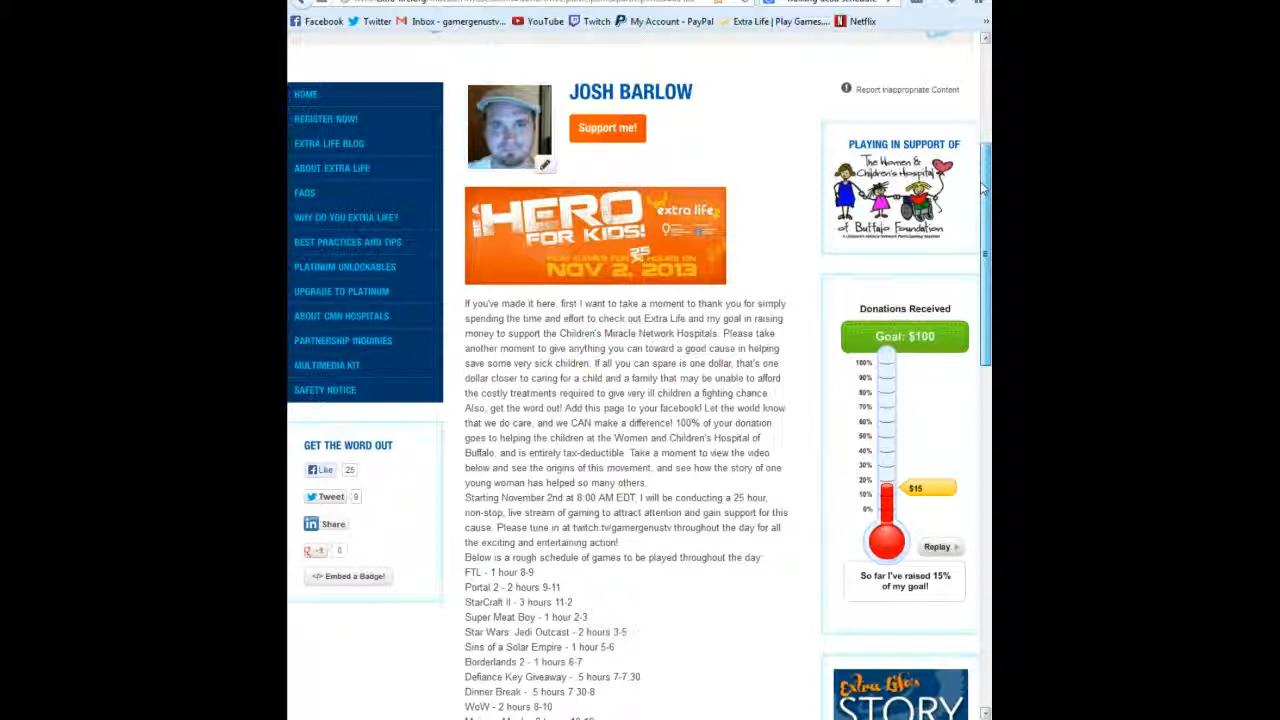 Facebook Twitter Inbox - gamergenustv... YouTube Twitch My Account - PayPal Extra Life | Play Games,... Netflix »
HOME
REGISTER NOW!
EXTRA LIFE BLOG
ABOUT EXTRA LIFE
FAQS
WHY DO YOU EXTRA LIFE?
BEST PRACTICES AND TIPS
PLATINUM UNLOCKABLES
UPGRADE TO PLATINUM
ABOUT CMN HOSPITALS
PARTNERSHIP INQUIRIES
MULTIMEDIA KIT
SAFETY NOTICE
GET THE WORD OUT
Like 25
Tweet 9
Share
+1 0
</> Embed a Badge!
JOSH BARLOW
Support me!
HERO
FOR KIDS!
extra life
PLAY GAMES FOR 25 HOURS ON
NOV 2, 2013
If you've made it here, first I want to take a moment to thank you for simply
spending the time and effort to check out Extra Life and my goal in raising
money to support the Children's Miracle Network Hospitals. Please take
another moment to give anything you can toward a good cause in helping
save some very sick children. If all you can spare is one dollar, that's one
dollar closer to caring for a child and a family that may be unable to afford
the costly treatments required to give very ill children a fighting chance.
Also, get the word out! Add this page to your facebook! Let the world know
that we do care, and we CAN make a difference! 100% of your donation
goes to helping the children at the Women and Children's Hospital of
Buffalo, and is entirely tax-deductible. Take a moment to view the video
below and see the origins of this movement, and see how the story of one
young woman has helped so many others.
Starting November 2nd at 8:00 AM EDT, I will be conducting a 25 hour,
non-stop, live stream of gaming to attract attention and gain support for this
cause. Please tune in at twitch.tv/gamergenustv throughout the day for all
the exciting and entertaining action!
Below is a rough schedule of games to be played throughout the day:
FTL - 1 hour 8-9
Portal 2 - 2 hours 9-11
StarCraft II - 3 hours 11-2
Super Meat Boy - 1 hour 2-3
Star Wars: Jedi Outcast - 2 hours 3-5
Sins of a Solar Empire - 1 hour 5-6
Borderlands 2 - 1 hours 6-7
Defiance Key Giveaway - .5 hours 7-7:30
Dinner Break - .5 hours 7:30-8
WoW - 2 hours 8-10
Report Inappropriate Content
PLAYING IN SUPPORT OF
The Women &
Children's Hospital
of Buffalo Foundation
Donations Received
Goal: $100
100%
90%
80%
70%
60%
50%
40%
30%
20%
10%
0%
$15
Replay
So far I've raised 15%
of my goal!
Extra Life's
STORY